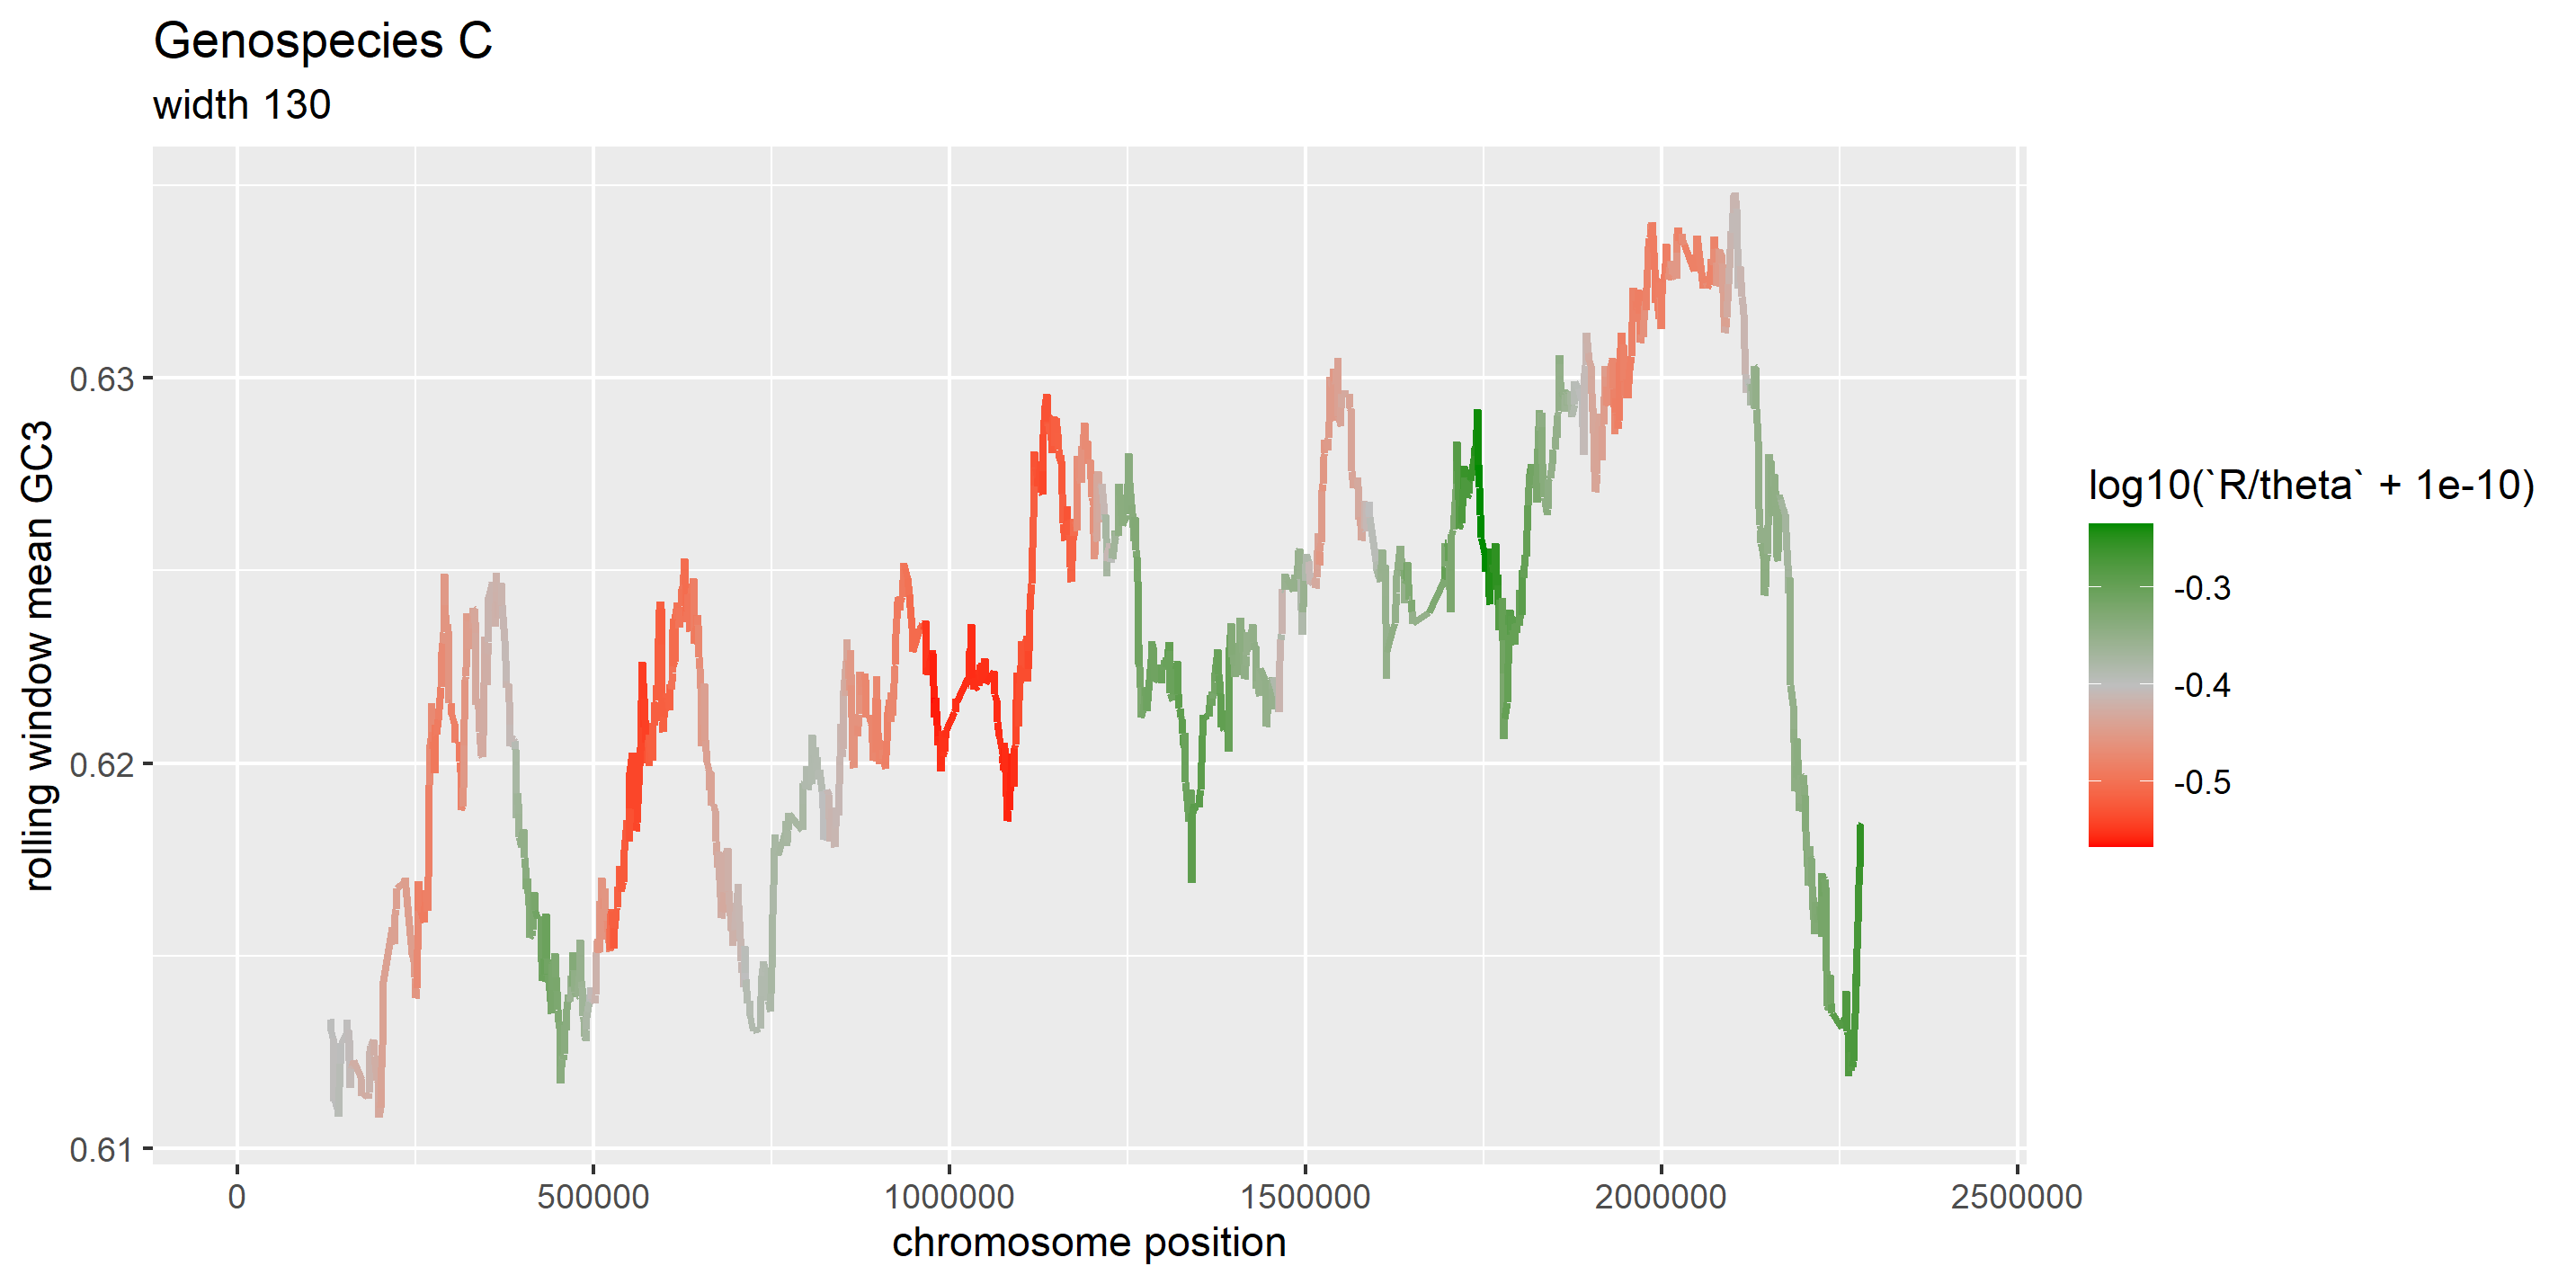 Genospecies C
width 130
rolling window mean GC3
0.63
0.62
0.61
0
500000
1000000
1500000
2000000
2500000
chromosome position
log10(`R/theta` + 1e-10)
-0.3
-0.4
-0.5